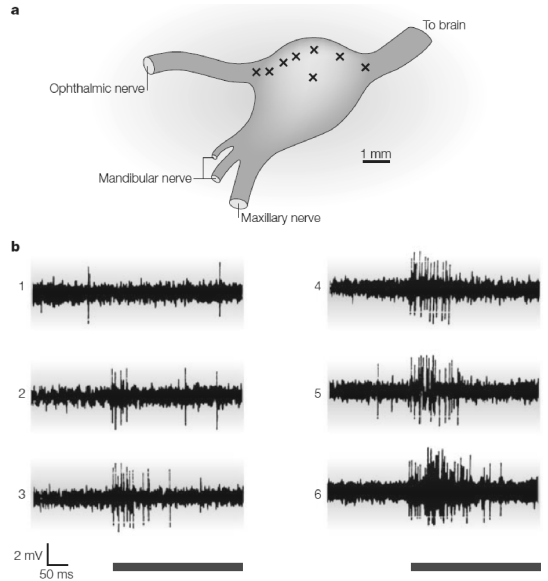 a
To brain
Ophthalmic nerve
1 mm
Mandibular nerve
Maxillary nerve
b
1
4
2
5
3
6
2 mV
50 ms